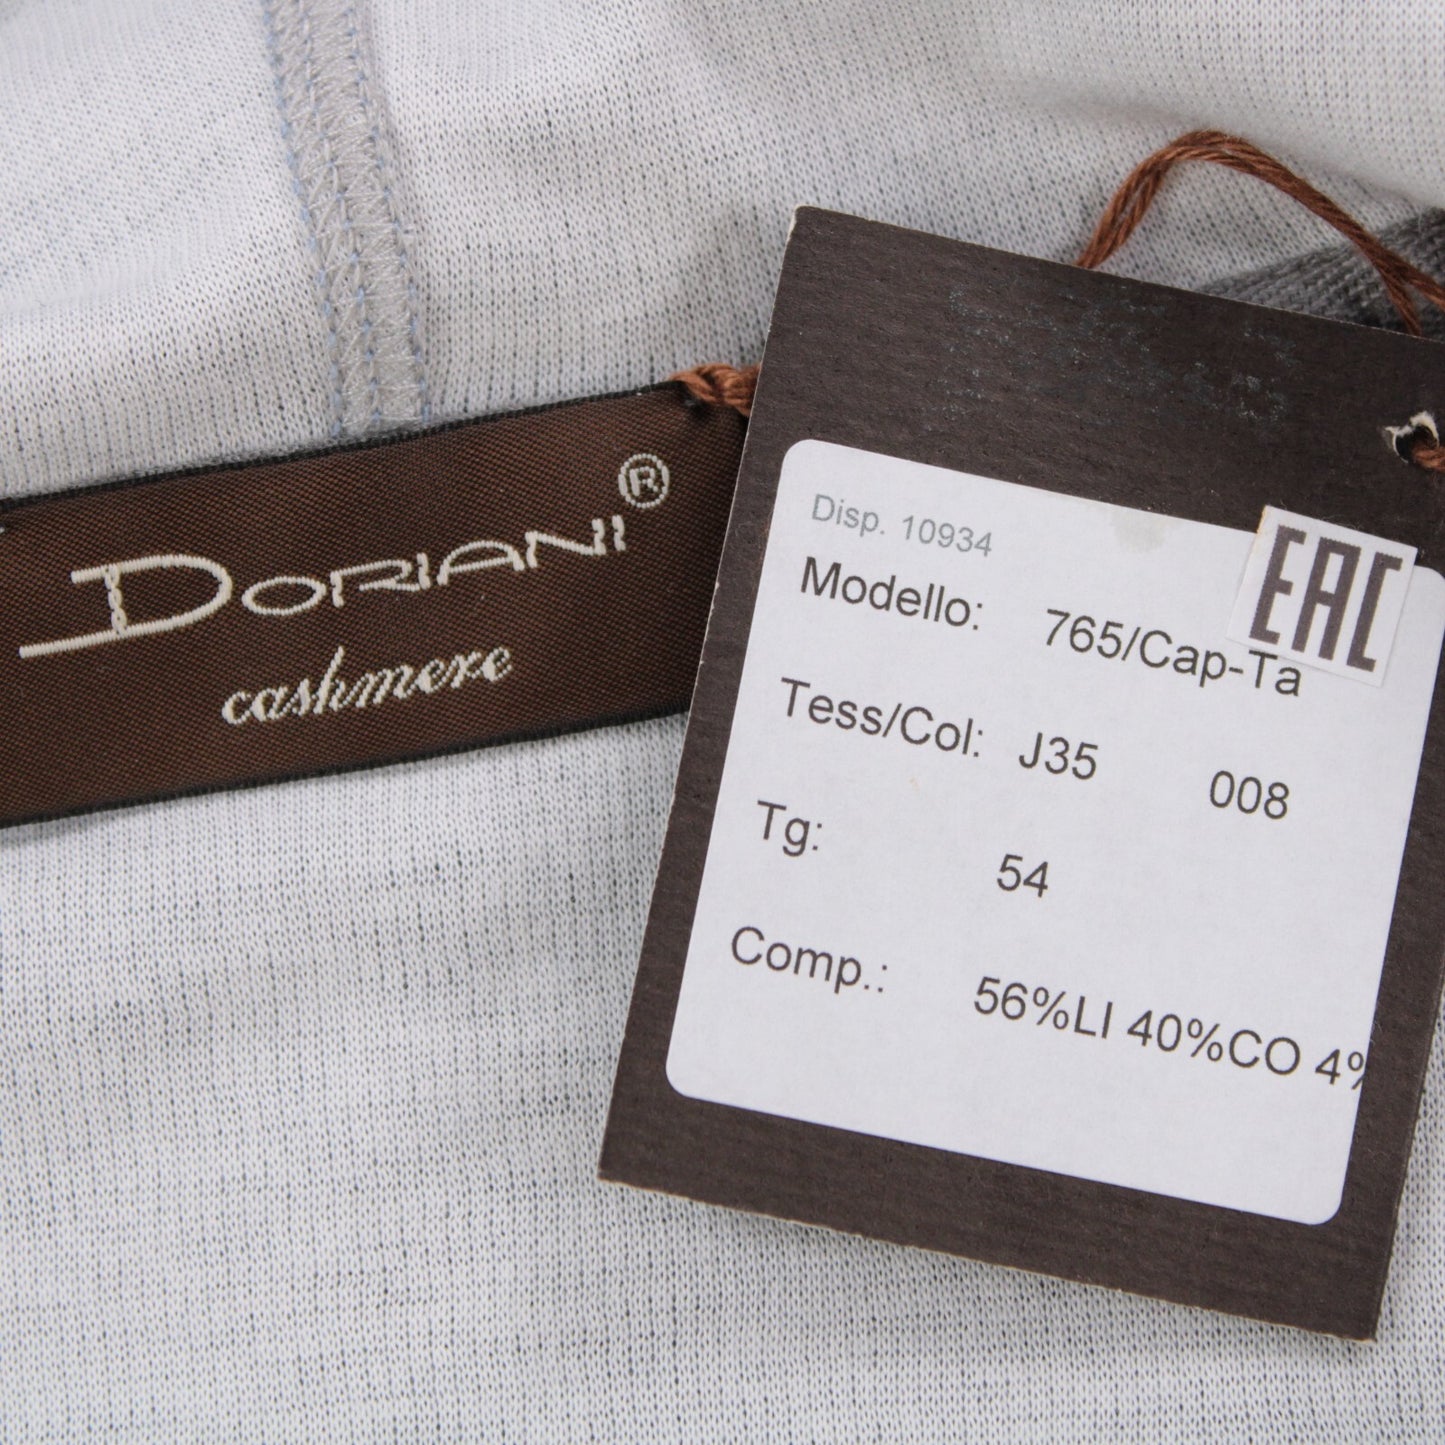 DORIANI®
cashmere
Disp. 10934
EAC
Modello: 765/Cap-Ta
Tess/Col: J35 008
Tg: 54
Comp.: 56%LI 40%CO 4%